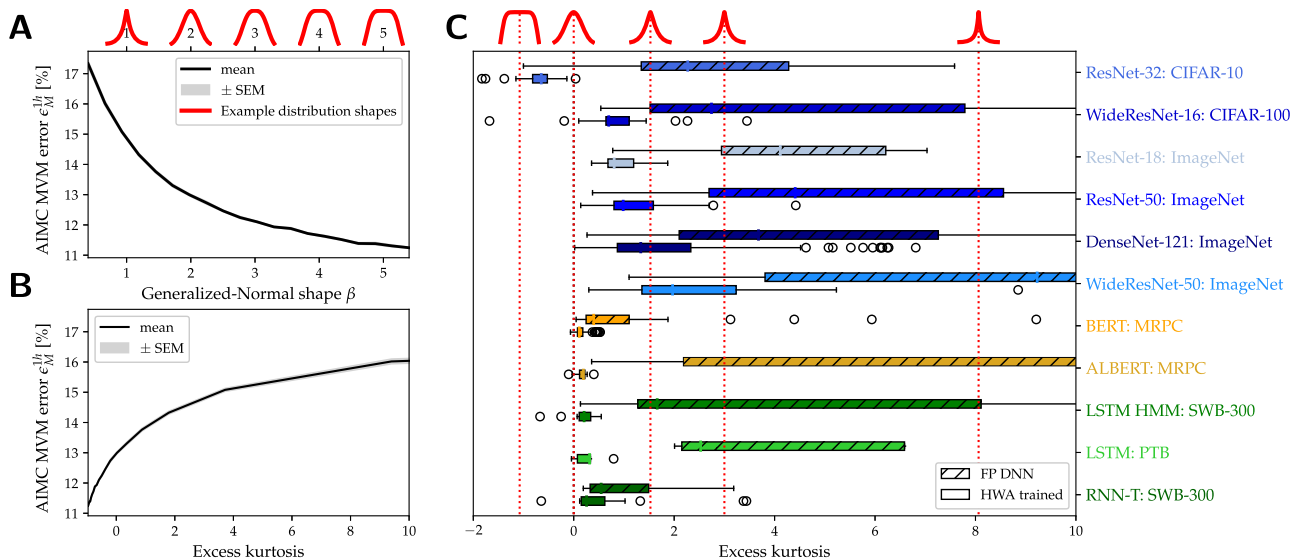 A
1
2
3
4
5
17
16
15
14
13
12
11
AIMC MVM error ϵ_M^{1h} [%]
mean
± SEM
Example distribution shapes
1
2
3
4
5
Generalized-Normal shape β
B
17
16
15
14
13
12
11
AIMC MVM error ϵ_M^{1h} [%]
mean
± SEM
0
2
4
6
8
10
Excess kurtosis
C
ResNet-32: CIFAR-10
WideResNet-16: CIFAR-100
ResNet-18: ImageNet
ResNet-50: ImageNet
DenseNet-121: ImageNet
WideResNet-50: ImageNet
BERT: MRPC
ALBERT: MRPC
LSTM HMM: SWB-300
LSTM: PTB
RNN-T: SWB-300
FP DNN
HWA trained
−2
0
2
4
6
8
10
Excess kurtosis